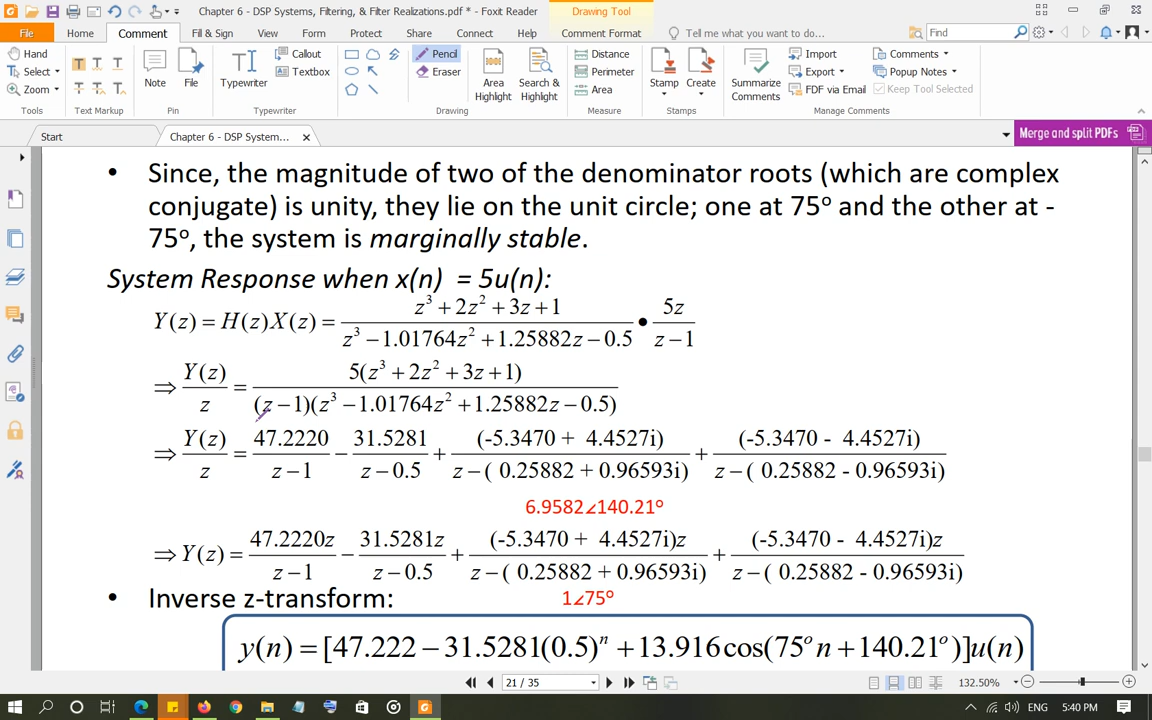 Chapter 6 - DSP Systems, Filtering, & Filter Realizations.pdf * - Foxit Reader
Drawing Tool
File Home Comment Fill & Sign View Form Protect Share Connect Help Comment Format Tell me what you want to do... Find
Hand Callout Pencil Distance Import Comments
Select Textbox Eraser Perimeter Export Popup Notes
Zoom Note File Typewriter Area Highlight Search & Highlight Area Stamp Create Summarize Comments FDF via Email Keep Tool Selected
Tools Text Markup Pin Typewriter Drawing Measure Stamps Manage Comments
Start Chapter 6 - DSP System... Merge and split PDFs
• Since, the magnitude of two of the denominator roots (which are complex
conjugate) is unity, they lie on the unit circle; one at 75º and the other at -
75º, the system is marginally stable.
System Response when x(n) = 5u(n):
Y(z) = H(z)X(z) = (z³ + 2z² + 3z + 1)/(z³ − 1.01764z² + 1.25882z − 0.5) • 5z/(z − 1)
⇒ Y(z)/z = 5(z³ + 2z² + 3z + 1)/((z − 1)(z³ − 1.01764z² + 1.25882z − 0.5))
⇒ Y(z)/z = 47.2220/(z − 1) − 31.5281/(z − 0.5) + (-5.3470 + 4.4527i)/(z − ( 0.25882 + 0.96593i)) + (-5.3470 - 4.4527i)/(z − ( 0.25882 - 0.96593i))
6.9582∠140.21º
⇒ Y(z) = 47.2220z/(z − 1) − 31.5281z/(z − 0.5) + (-5.3470 + 4.4527i)z/(z − ( 0.25882 + 0.96593i)) + (-5.3470 - 4.4527i)z/(z − ( 0.25882 - 0.96593i))
• Inverse z-transform: 1∠75º
y(n) = [47.222 − 31.5281(0.5)ⁿ + 13.916cos(75ºn + 140.21º)]u(n)
21 / 35 132.50%
ENG 5:40 PM